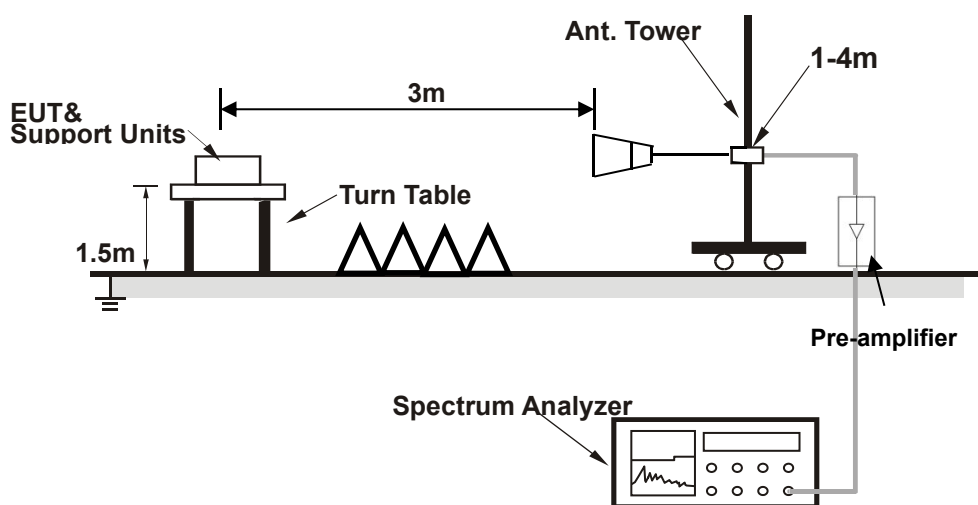 Ant. Tower
1-4m
3m
EUT&
Support Units
Turn Table
1.5m
Pre-amplifier
Spectrum Analyzer